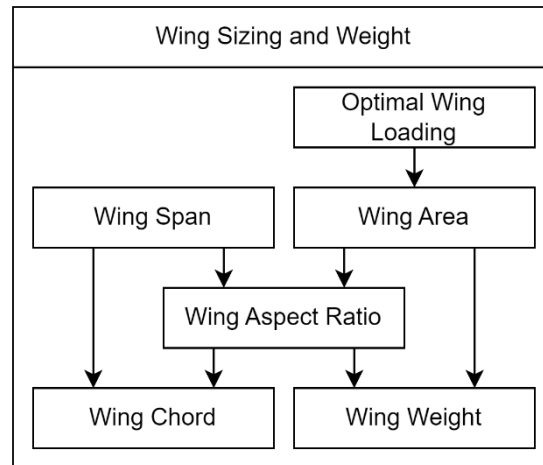 Wing Sizing and Weight
Optimal Wing
Loading
Wing Span
Wing Area
Wing Aspect Ratio
Wing Chord
Wing Weight